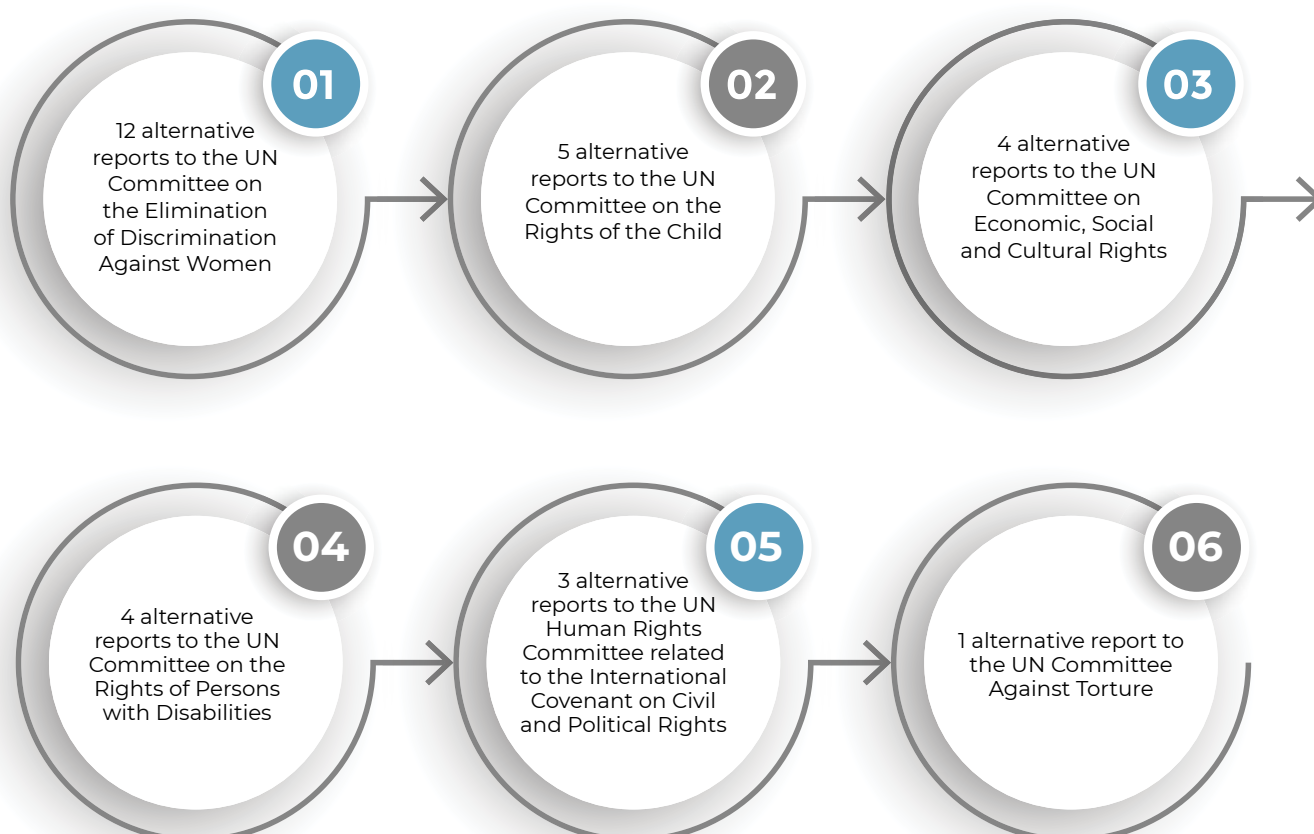 01
12 alternative
reports to the UN
Committee on
the Elimination
of Discrimination
Against Women
02
5 alternative
reports to the UN
Committee on the
Rights of the Child
03
4 alternative
reports to the UN
Committee on
Economic, Social
and Cultural Rights
04
4 alternative
reports to the UN
Committee on the
Rights of Persons
with Disabilities
05
3 alternative
reports to the UN
Human Rights
Committee related
to the International
Covenant on Civil
and Political Rights
06
1 alternative report to
the UN Committee
Against Torture